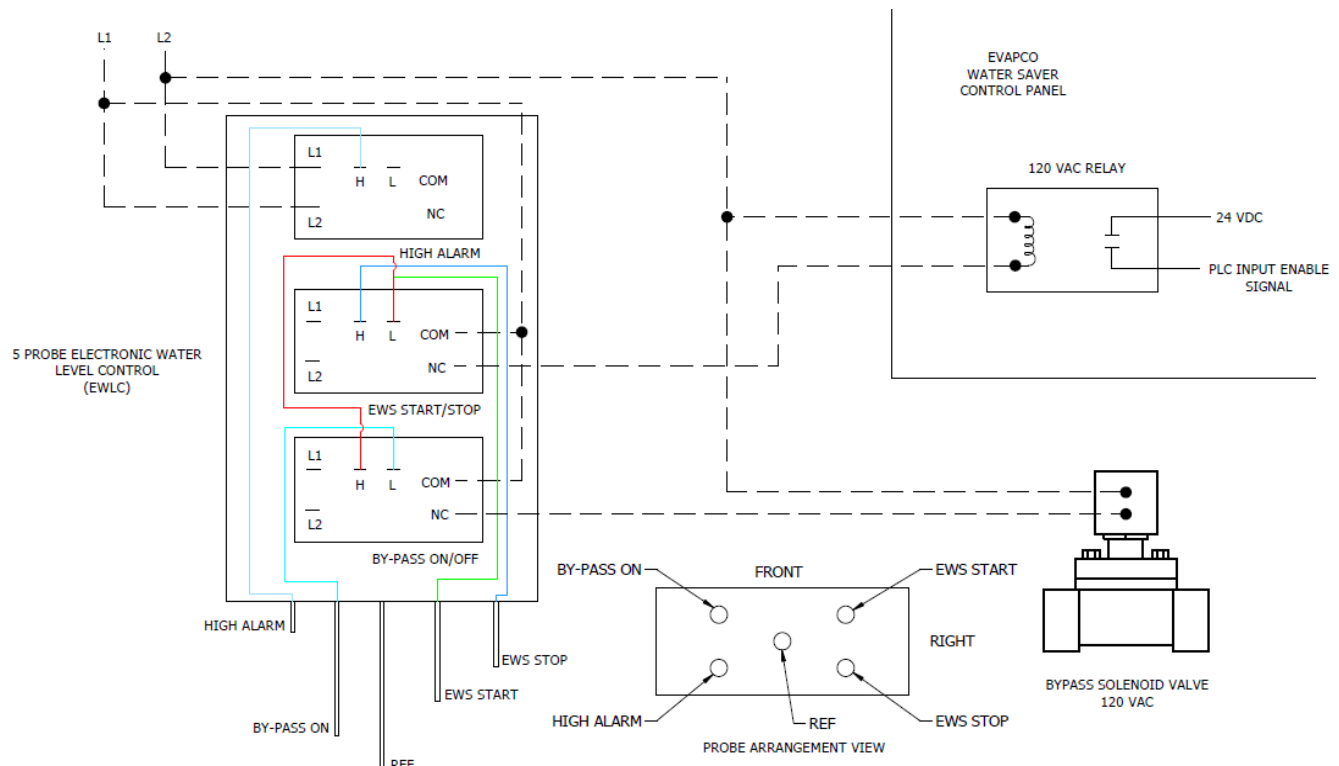 L1
L2
EVAPCO
WATER SAVER
CONTROL PANEL
L1
H
L
COM
L2
NC
HIGH ALARM
120 VAC RELAY
24 VDC
PLC INPUT ENABLE
SIGNAL
5 PROBE ELECTRONIC WATER
LEVEL CONTROL
(EWLC)
L1
H
L
COM
L2
NC
EWS START/STOP
L1
H
L
COM
L2
NC
BY-PASS ON/OFF
HIGH ALARM
BY-PASS ON
REF
EWS START
EWS STOP
BY-PASS ON
FRONT
EWS START
RIGHT
HIGH ALARM
REF
EWS STOP
PROBE ARRANGEMENT VIEW
BYPASS SOLENOID VALVE
120 VAC